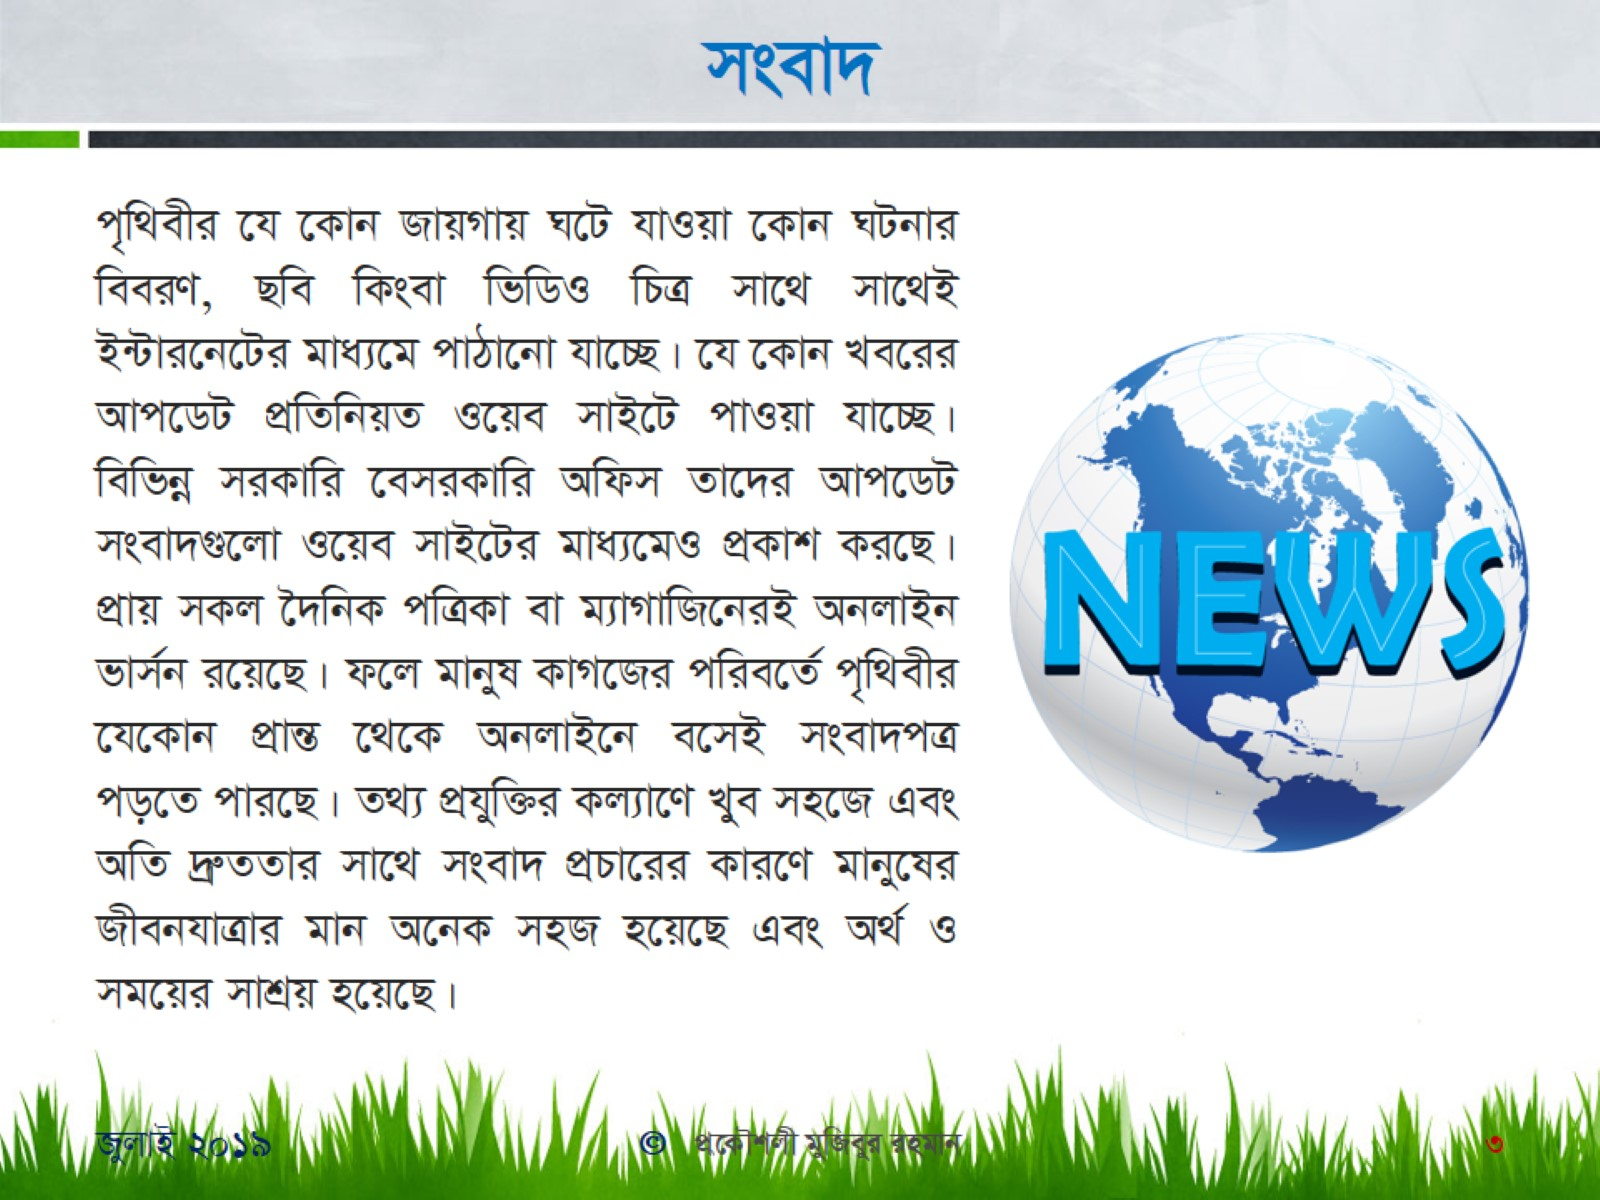 সংবাদ
পৃথিবীর যে কোন জায়গায় ঘটে যাওয়া কোন ঘটনার
বিবরণ, ছবি কিংবা ভিডিও চিত্র সাথে সাথেই
ইন্টারনেটের মাধ্যমে পাঠানো যাচ্ছে। যে কোন খবরের
আপডেট প্রতিনিয়ত ওয়েব সাইটে পাওয়া যাচ্ছে।
বিভিন্ন সরকারি বেসরকারি অফিস তাদের আপডেট
সংবাদগুলো ওয়েব সাইটের মাধ্যমেও প্রকাশ করছে।
প্রায় সকল দৈনিক পত্রিকা বা ম্যাগাজিনেরই অনলাইন
ভার্সন রয়েছে। ফলে মানুষ কাগজের পরিবর্তে পৃথিবীর
যেকোন প্রান্ত থেকে অনলাইনে বসেই সংবাদপত্র
পড়তে পারছে। তথ্য প্রযুক্তির কল্যাণে খুব সহজে এবং
অতি দ্রুততার সাথে সংবাদ প্রচারের কারণে মানুষের
জীবনযাত্রার মান অনেক সহজ হয়েছে এবং অর্থ ও
সময়ের সাশ্রয় হয়েছে।
NEWS
জুলাই ২০১৯
© প্রকৌশলী মুজিবুর রহমান
৩